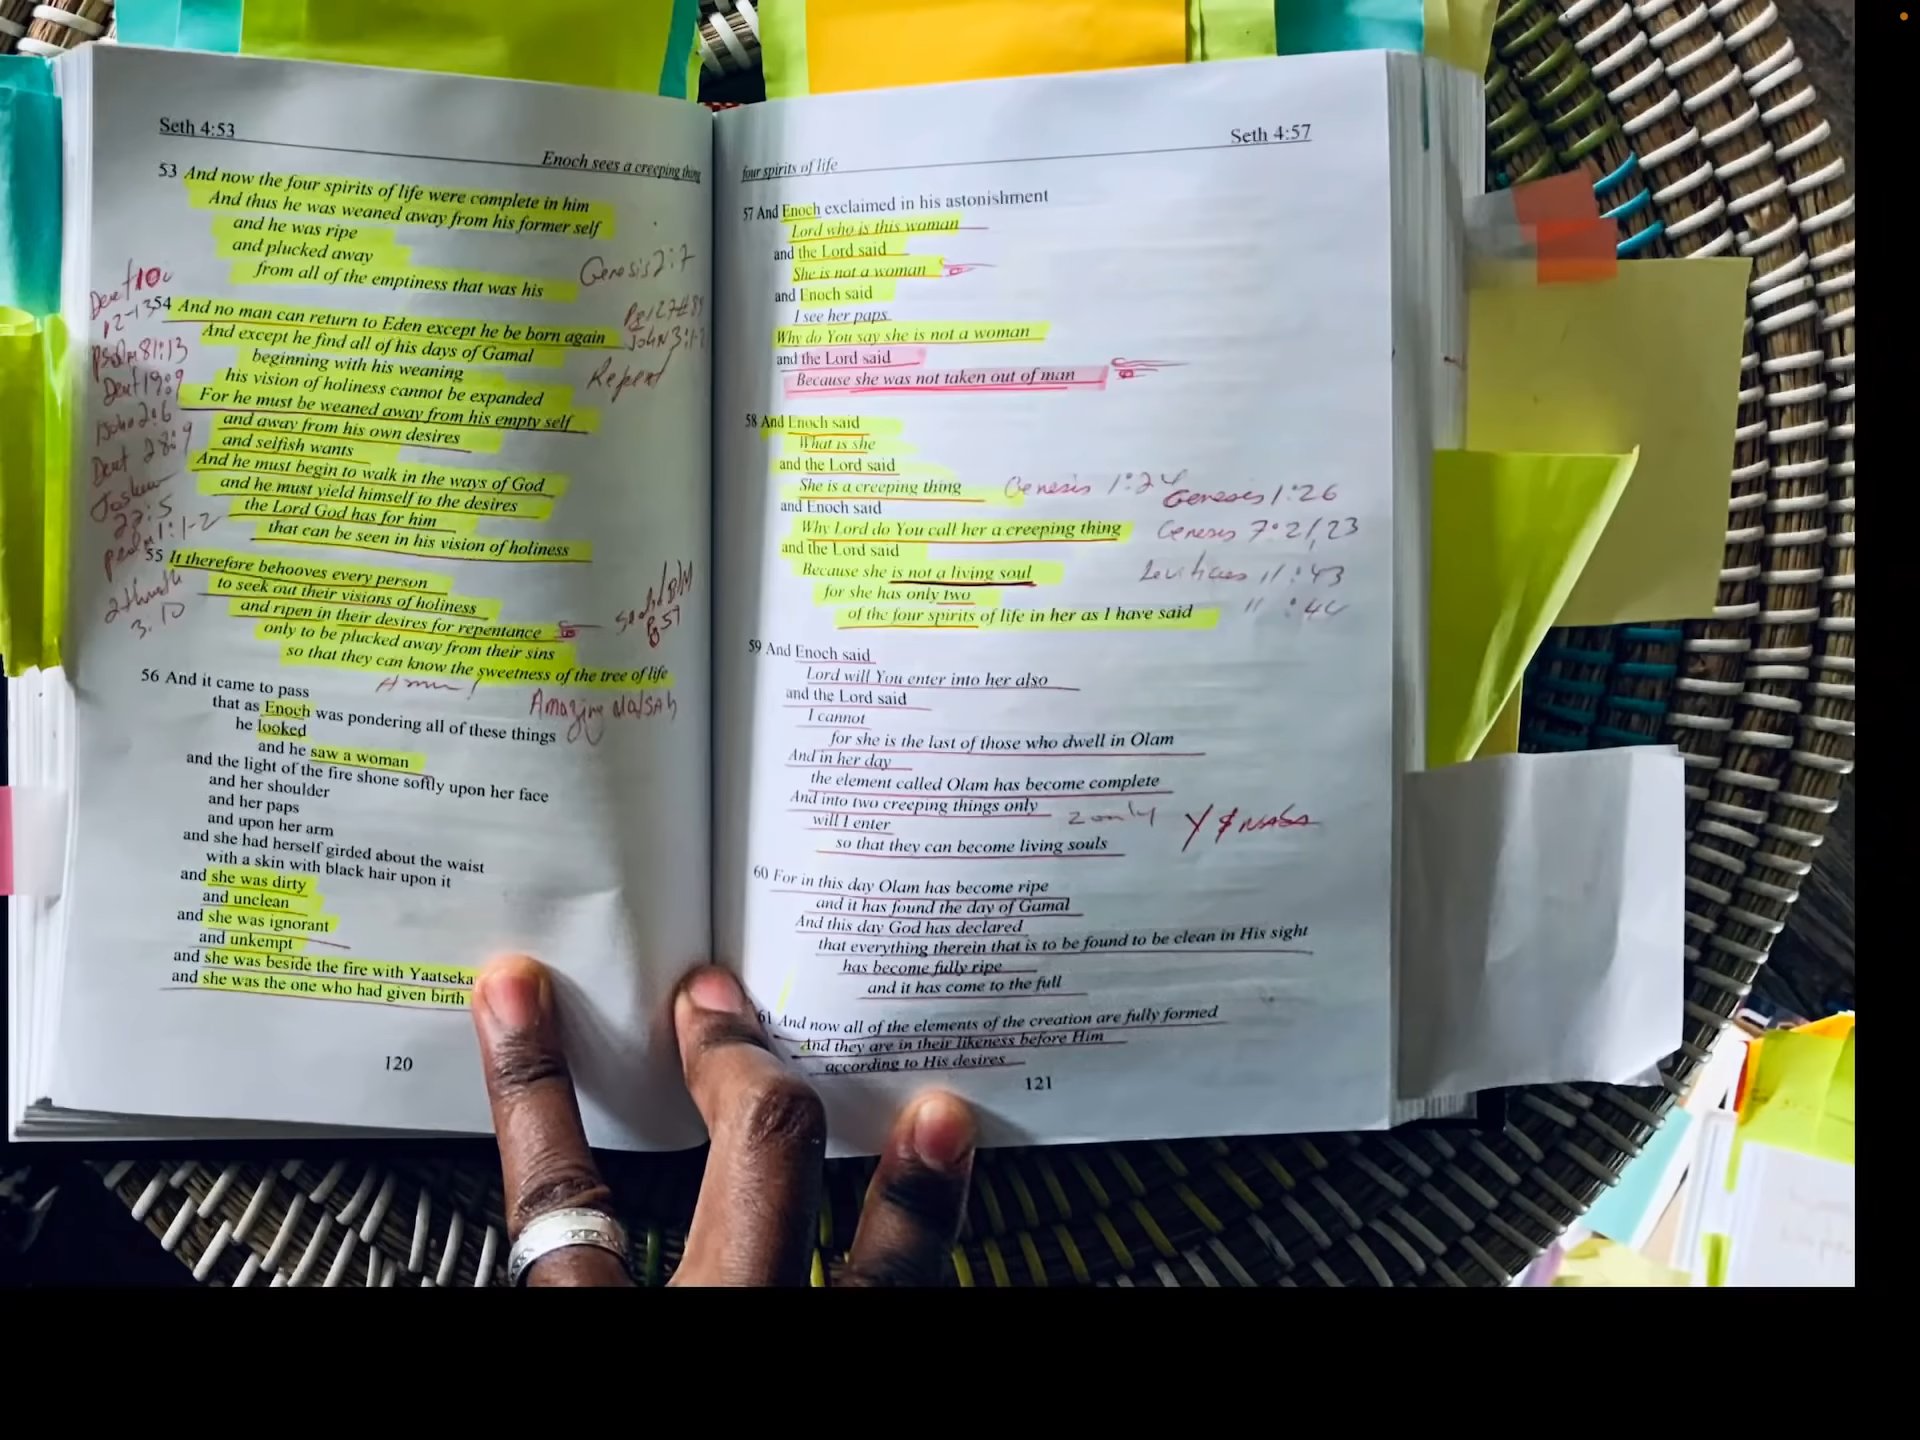 Seth 4:53
Enoch sees a creeping thing
53 And now the four spirits of life were complete in him
And thus he was weaned away from his former self
and he was ripe
and plucked away
from all of the emptiness that was his
Genesis 2:7
54 And no man can return to Eden except he be born again
And except he find all of his days of Gamal
beginning with his weaning
his vision of holiness cannot be expanded
For he must be weaned away from his empty self
and away from his own desires
and selfish wants
And he must begin to walk in the ways of God
and he must yield himself to the desires
the Lord God has for him
that can be seen in his vision of holiness
12-13
Psalm 81:13
Deut 19:9
Deut 28:9
22:5
Psalm 1:1-2
3:10
Repent
55 It therefore behooves every person
to seek out their visions of holiness
and ripen in their desires for repentance
only to be plucked away from their sins
so that they can know the sweetness of the tree of life
Amazing
56 And it came to pass
that as Enoch was pondering all of these things
he looked
and he saw a woman
and the light of the fire shone softly upon her face
and her shoulder
and her paps
and upon her arm
and she had herself girded about the waist
with a skin with black hair upon it
and she was dirty
and unclean
and she was ignorant
and unkempt
and she was beside the fire with Yaatseka
and she was the one who had given birth
120
Seth 4:57
four spirits of life
57 And Enoch exclaimed in his astonishment
Lord who is this woman
and the Lord said
She is not a woman
and Enoch said
I see her paps
Why do You say she is not a woman
and the Lord said
Because she was not taken out of man
58 And Enoch said
What is she
and the Lord said
She is a creeping thing
Genesis 1:24
Genesis 1:26
and Enoch said
Why Lord do You call her a creeping thing
Genesis 7:21,23
and the Lord said
Because she is not a living soul
Leviticus 11:43
for she has only two
of the four spirits of life in her as I have said
11:44
59 And Enoch said
Lord will You enter into her also
and the Lord said
I cannot
for she is the last of those who dwell in Olam
And in her day
the element called Olam has become complete
And into two creeping things only
2 only
will I enter
so that they can become living souls
60 For in this day Olam has become ripe
and it has found the day of Gamal
And this day God has declared
that everything therein that is to be found to be clean in His sight
has become fully ripe
and it has come to the full
61 And now all of the elements of the creation are fully formed
And they are in their likeness before Him
according to His desires
121